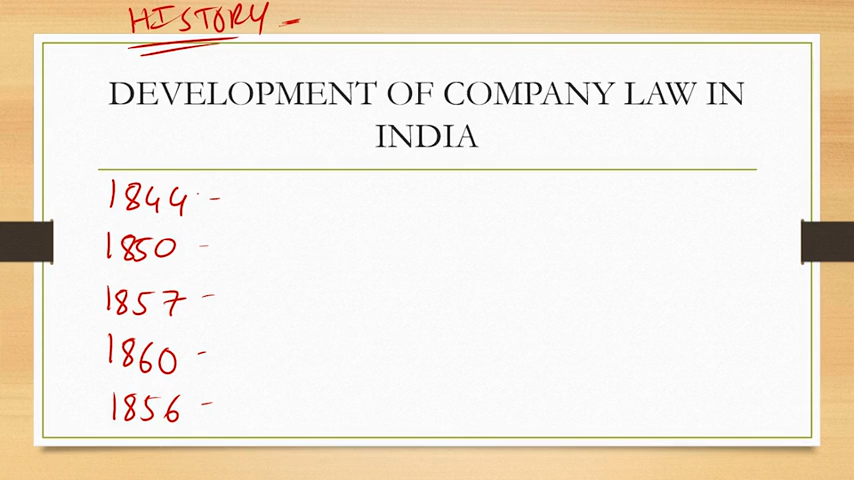 HISTORY -
DEVELOPMENT OF COMPANY LAW IN
INDIA
1844 -
1850 -
1857 -
1860 -
1856 -